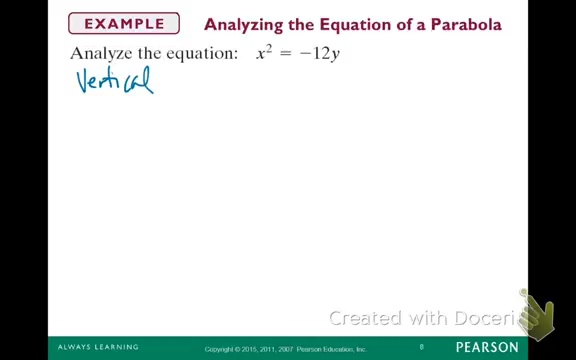 EXAMPLE Analyzing the Equation of a Parabola
Analyze the equation: x² = −12y
Vertical
Created with Doceri
ALWAYS LEARNING Copyright © 2015, 2011, 2007 Pearson Education, Inc. 8 PEARSON